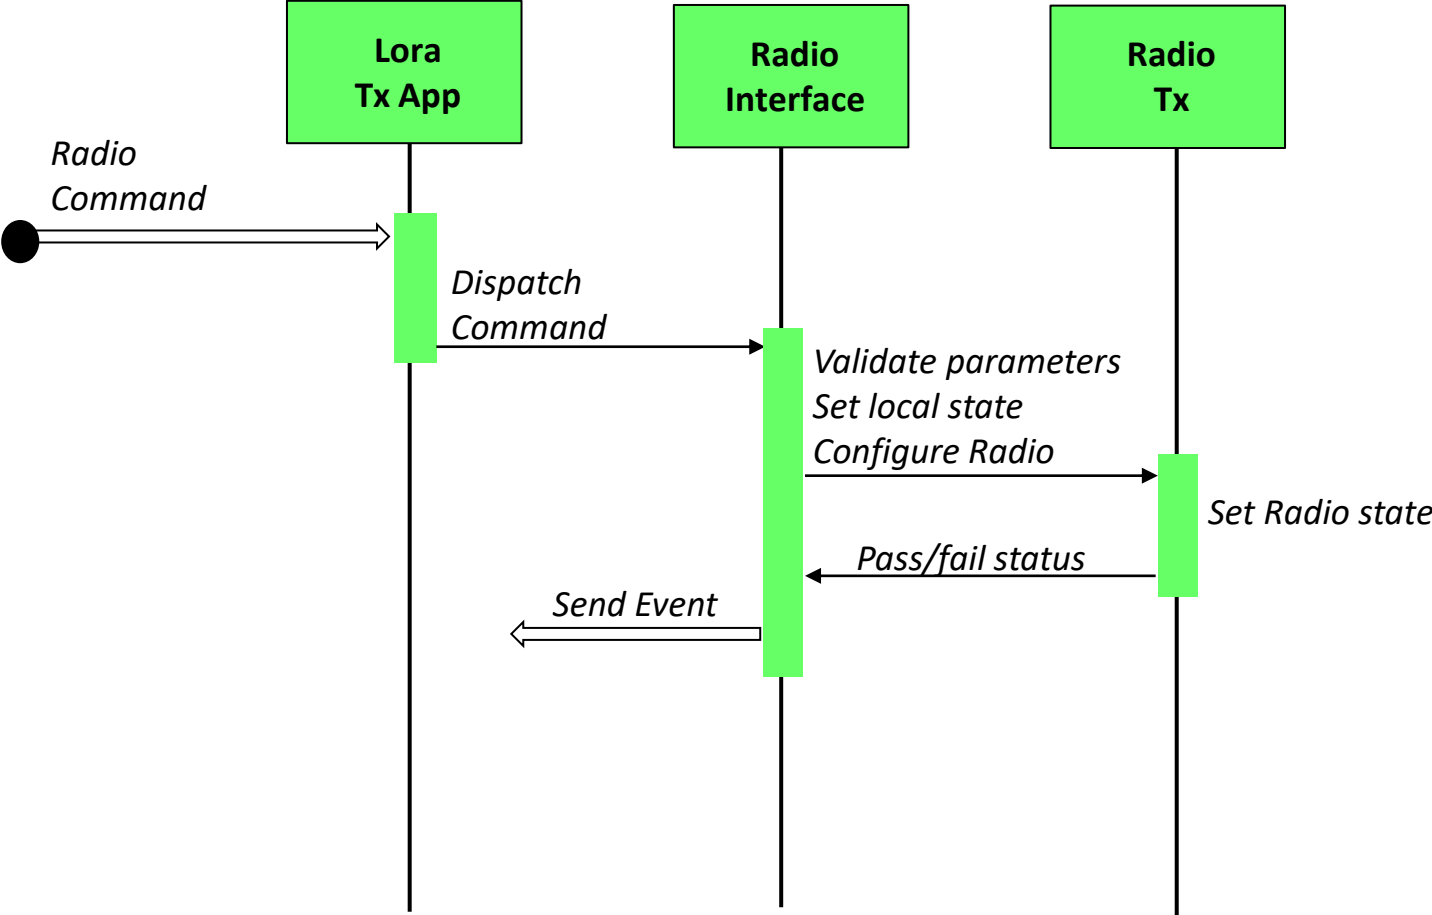 Lora
Tx App
Radio
Interface
Radio
Tx
Radio
Command
Dispatch
Command
Validate parameters
Set local state
Configure Radio
Set Radio state
Pass/fail status
Send Event